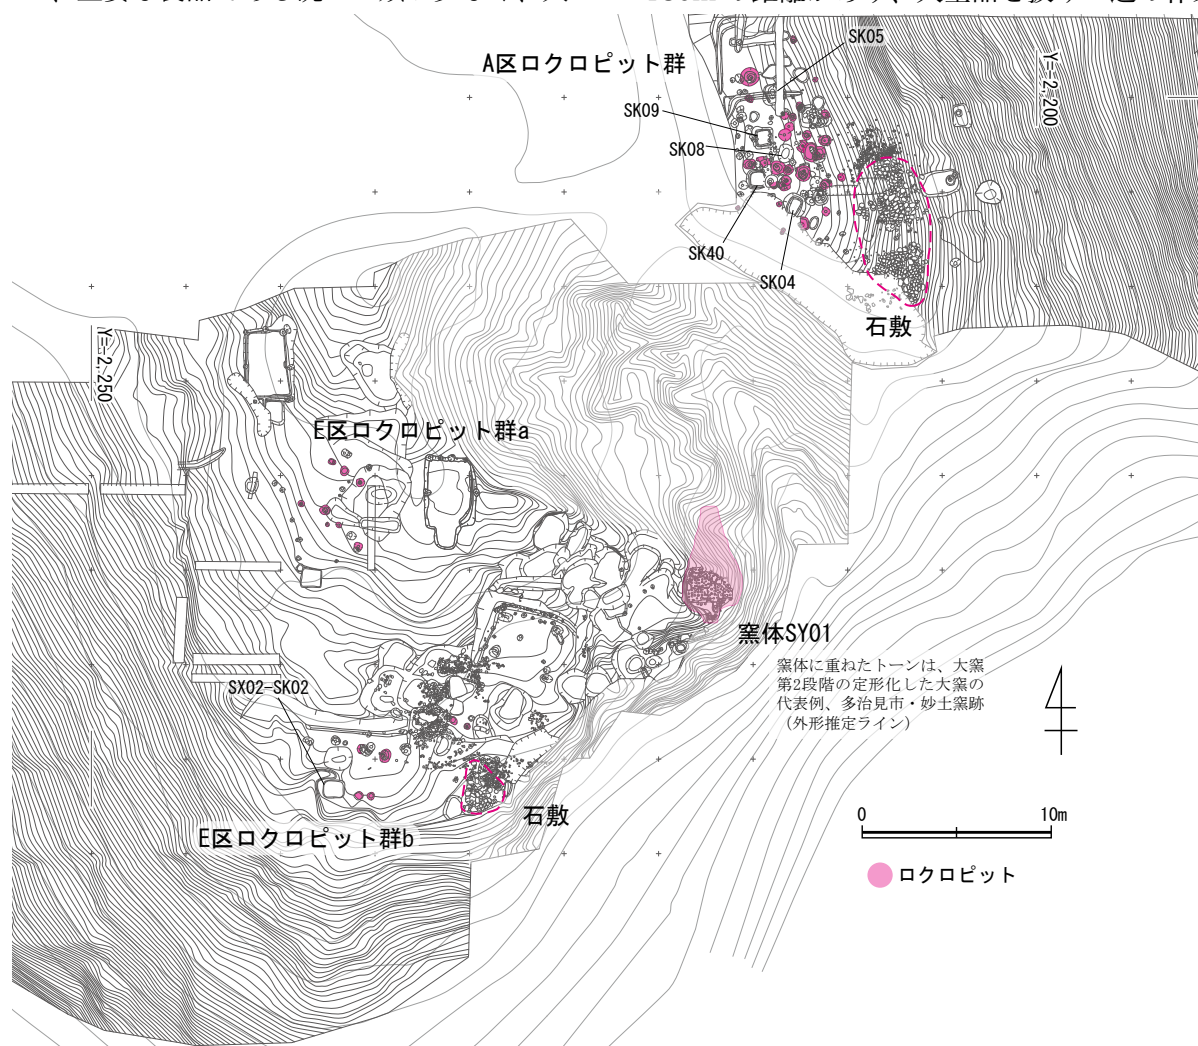 A区ロクロピット群
SK05
SK09
SK08
SK40
SK04
Y=-2,200
石敷
Y=-2,250
E区ロクロピット群a
窯体SY01
窯体に重ねたトーンは、大窯
第2段階の定形化した大窯の
代表例、多治見市・妙土窯跡
(外形推定ライン)
SX02-SK02
石敷
E区ロクロピット群b
0 10m
ロクロピット